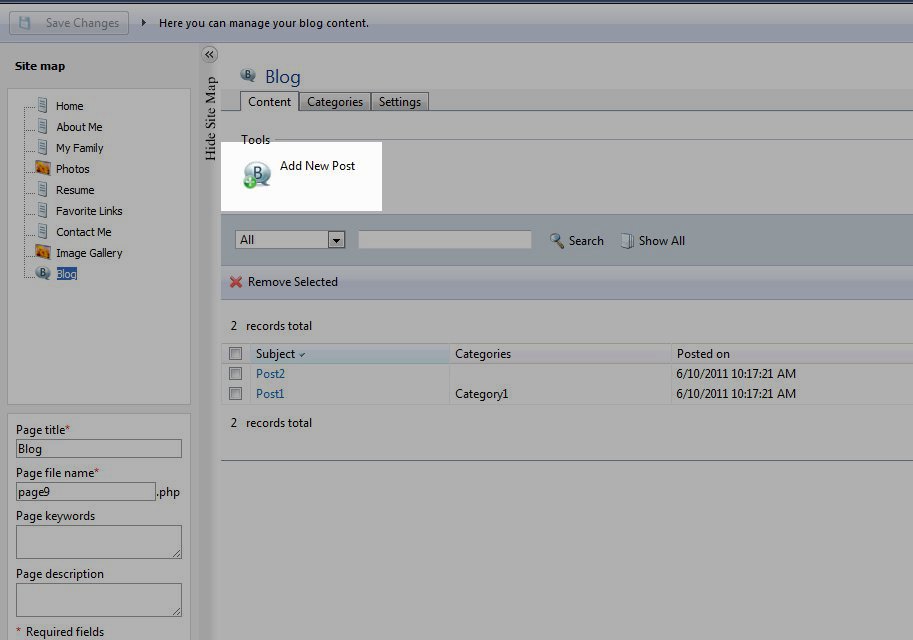 Save Changes Here you can manage your blog content.
Site map
Home
About Me
My Family
Photos
Resume
Favorite Links
Contact Me
Image Gallery
Blog
Page title*
Blog
Page file name*
page9 .php
Page keywords
Page description
* Required fields
Hide Site Map
Blog
Content Categories Settings
Tools
Add New Post
All Search Show All
Remove Selected
2 records total
Subject Categories Posted on
Post2 6/10/2011 10:17:21 AM
Post1 Category1 6/10/2011 10:17:21 AM
2 records total